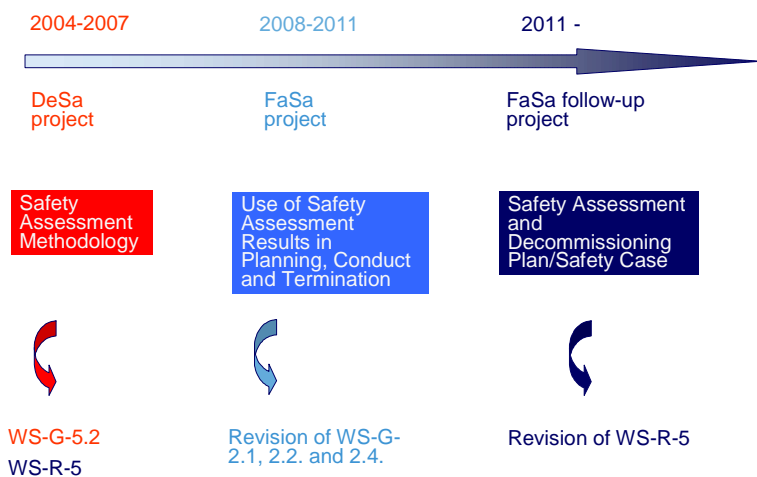 2004-2007
2008-2011
2011 -
DeSa
project
FaSa
project
FaSa follow-up
project
Safety
Assessment
Methodology
Use of Safety
Assessment
Results in
Planning, Conduct
and Termination
Safety Assessment
and
Decommissioning
Plan/Safety Case
WS-G-5.2
WS-R-5
Revision of WS-G-
2.1, 2.2. and 2.4.
Revision of WS-R-5